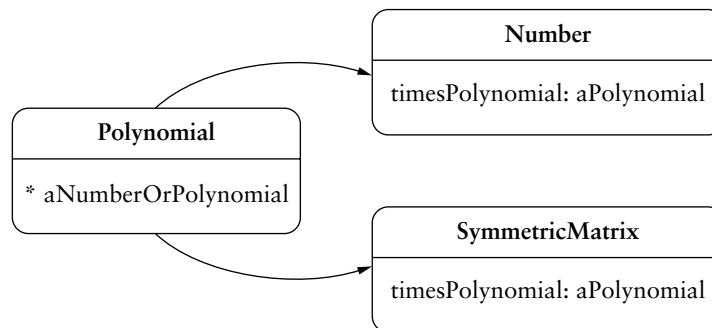 Number
timesPolynomial: aPolynomial
Polynomial
* aNumberOrPolynomial
SymmetricMatrix
timesPolynomial: aPolynomial